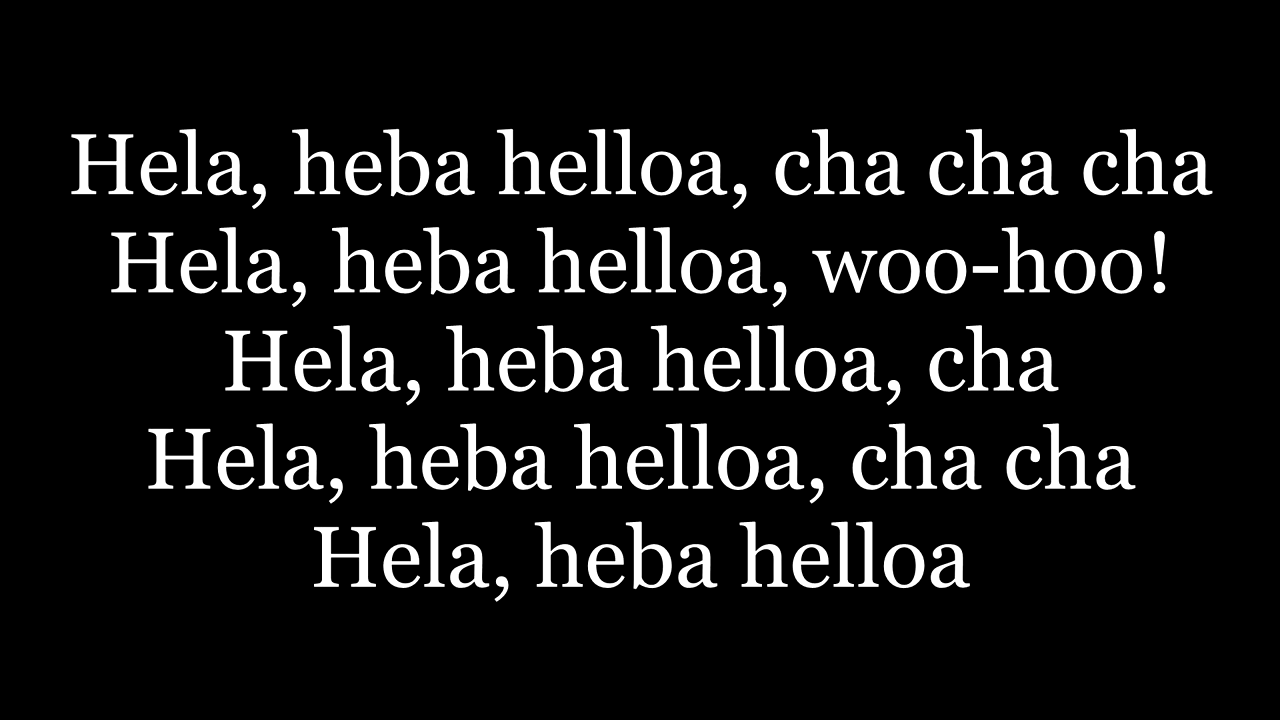 Hela, heba helloa, cha cha cha
Hela, heba helloa, woo-hoo!
Hela, heba helloa, cha
Hela, heba helloa, cha cha
Hela, heba helloa